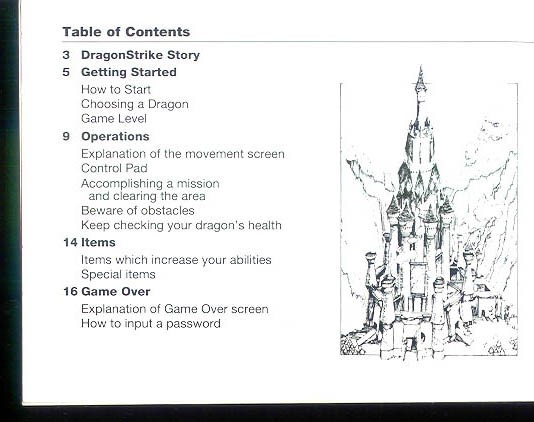 Table of Contents
3 DragonStrike Story
5 Getting Started
How to Start
Choosing a Dragon
Game Level
9 Operations
Explanation of the movement screen
Control Pad
Accomplishing a mission
and clearing the area
Beware of obstacles
Keep checking your dragon's health
14 Items
Items which increase your abilities
Special items
16 Game Over
Explanation of Game Over screen
How to input a password